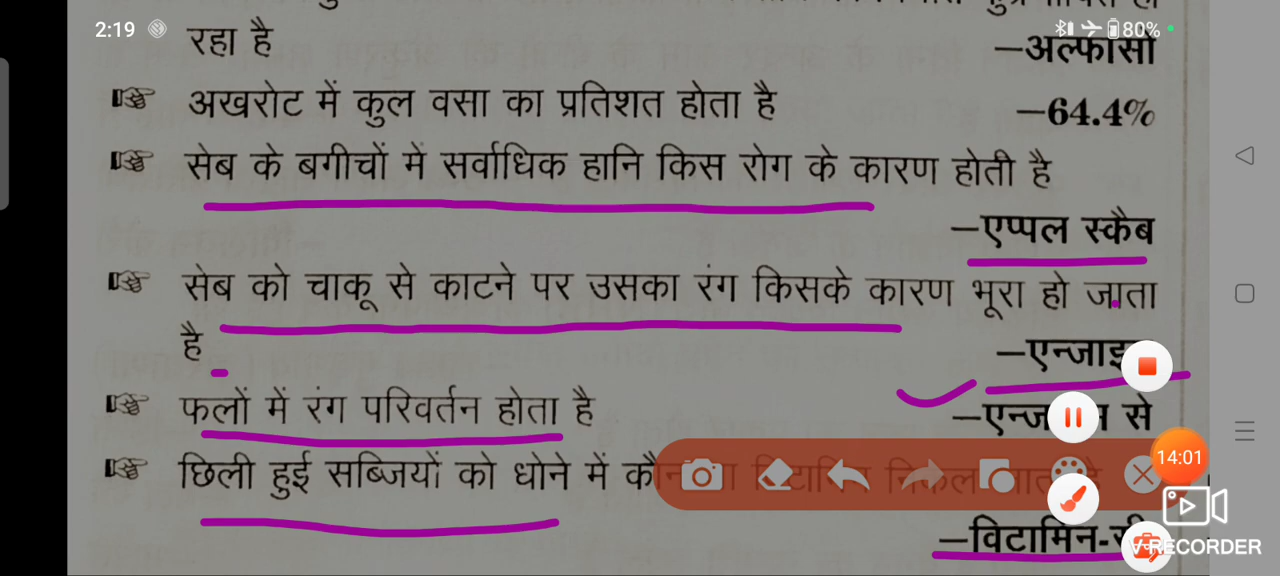 2:19 80%
रहा है —अल्फांसो
अखरोट में कुल वसा का प्रतिशत होता है —64.4%
सेब के बगीचों में सर्वाधिक हानि किस रोग के कारण होती है
—एप्पल स्कैब
सेब को चाकू से काटने पर उसका रंग किसके कारण भूरा हो जाता
है
फलों में रंग परिवर्तन होता है से
14:01
छिली हुई सब्जियों को धोने में है
V RECORDER